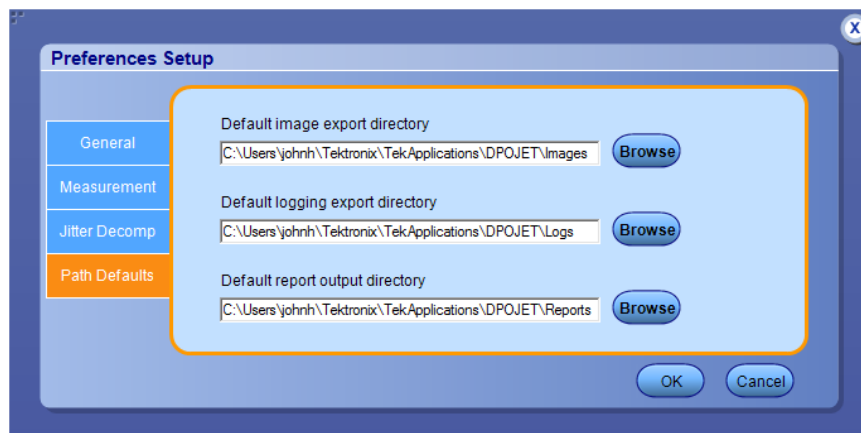 X
Preferences Setup
General
Measurement
Jitter Decomp
Path Defaults
Default image export directory
C:\Users\johnh\Tektronix\TekApplications\DPOJET\Images
Browse
Default logging export directory
C:\Users\johnh\Tektronix\TekApplications\DPOJET\Logs
Browse
Default report output directory
C:\Users\johnh\Tektronix\TekApplications\DPOJET\Reports
Browse
OK
Cancel